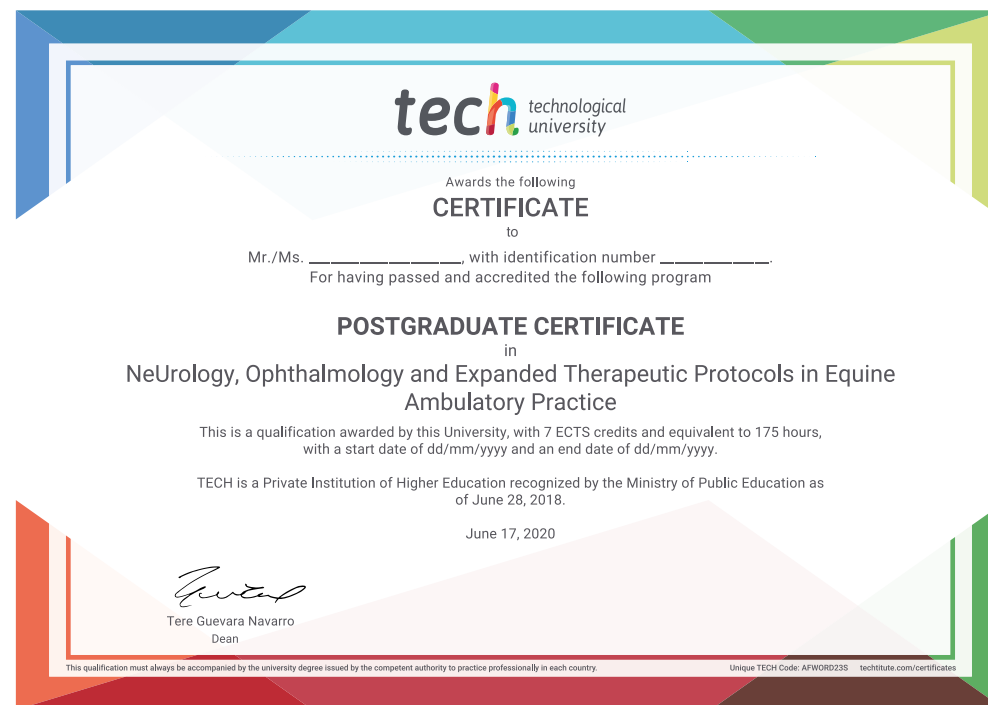 tech technological
university
Awards the following
CERTIFICATE
to
Mr./Ms. __________________, with identification number _____________.
For having passed and accredited the following program
POSTGRADUATE CERTIFICATE
in
NeUrology, Ophthalmology and Expanded Therapeutic Protocols in Equine
Ambulatory Practice
This is a qualification awarded by this University, with 7 ECTS credits and equivalent to 175 hours,
with a start date of dd/mm/yyyy and an end date of dd/mm/yyyy.
TECH is a Private Institution of Higher Education recognized by the Ministry of Public Education as
of June 28, 2018.
June 17, 2020
Tere Guevara Navarro
Dean
This qualification must always be accompanied by the university degree issued by the competent authority to practice professionally in each country. Unique TECH Code: AFWORD23S techtitute.com/certificates